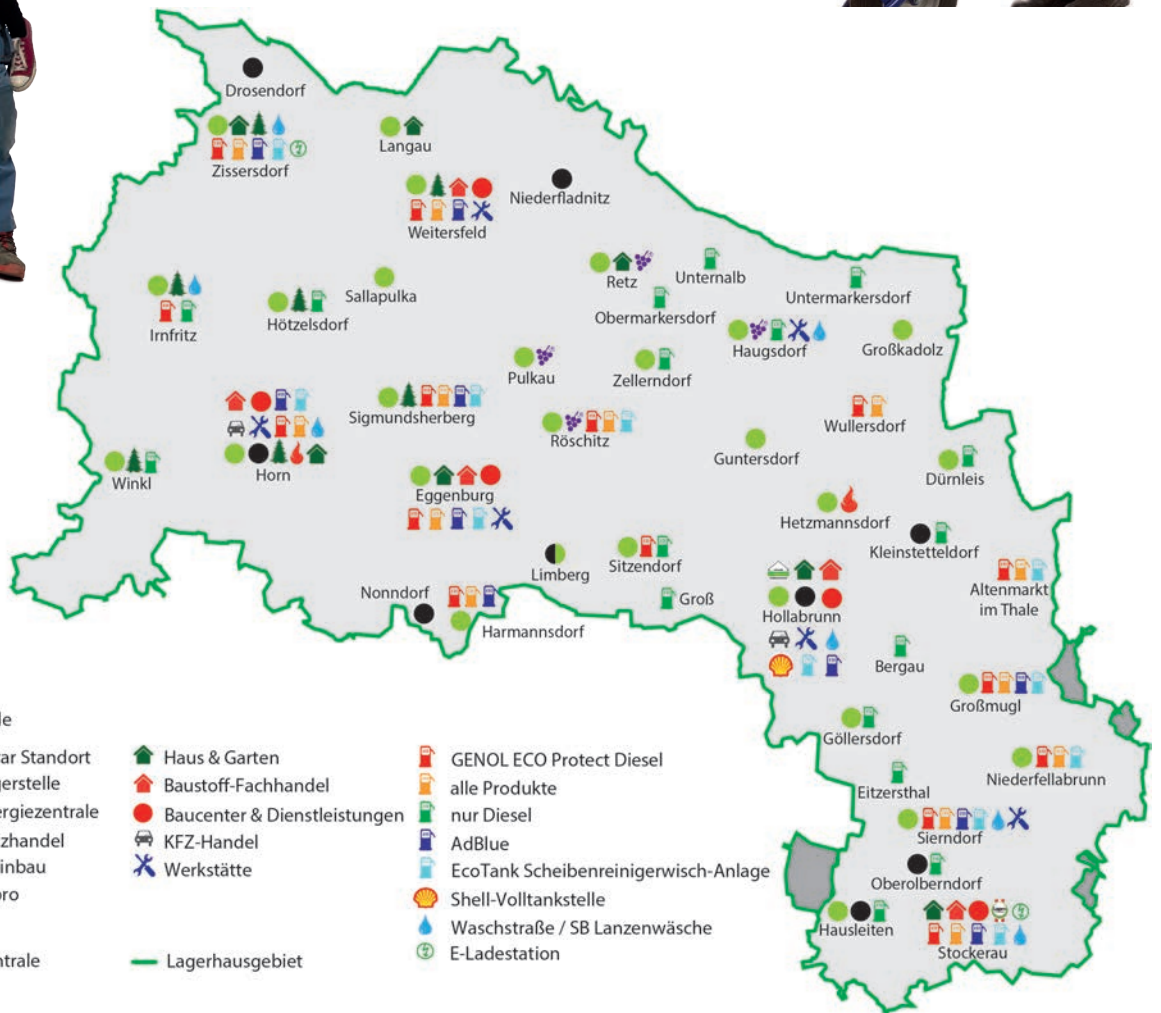 Drosendorf
Zissersdorf
Langau
Weitersfeld
Niederfladnitz
Retz
Unternalb
Obermarkersdorf
Untermarkersdorf
Irnfritz
Hötzelsdorf
Sallapulka
Haugsdorf
Großkadolz
Pulkau
Zellerndorf
Sigmundsherberg
Röschitz
Wullersdorf
Guntersdorf
Winkl
Horn
Eggenburg
Dürnleis
Hetzmannsdorf
Kleinstetteldorf
Limberg
Sitzendorf
Altenmarkt
im Thale
Nonndorf
Harmannsdorf
Groß
Hollabrunn
Bergau
Großmugl
Göllersdorf
Eitzersthal
Niederfellabrunn
Sierndorf
Oberolberndorf
Hausleiten
Stockerau
le
ar Standort
gerstelle
ergiezentrale
zhandel
inbau
ro
ntrale
Haus & Garten
Baustoff-Fachhandel
Baucenter & Dienstleistungen
KFZ-Handel
Werkstätte
Lagerhausgebiet
GENOL ECO Protect Diesel
alle Produkte
nur Diesel
AdBlue
EcoTank Scheibenreinigerwisch-Anlage
Shell-Volltankstelle
Waschstraße / SB Lanzenwäsche
E-Ladestation